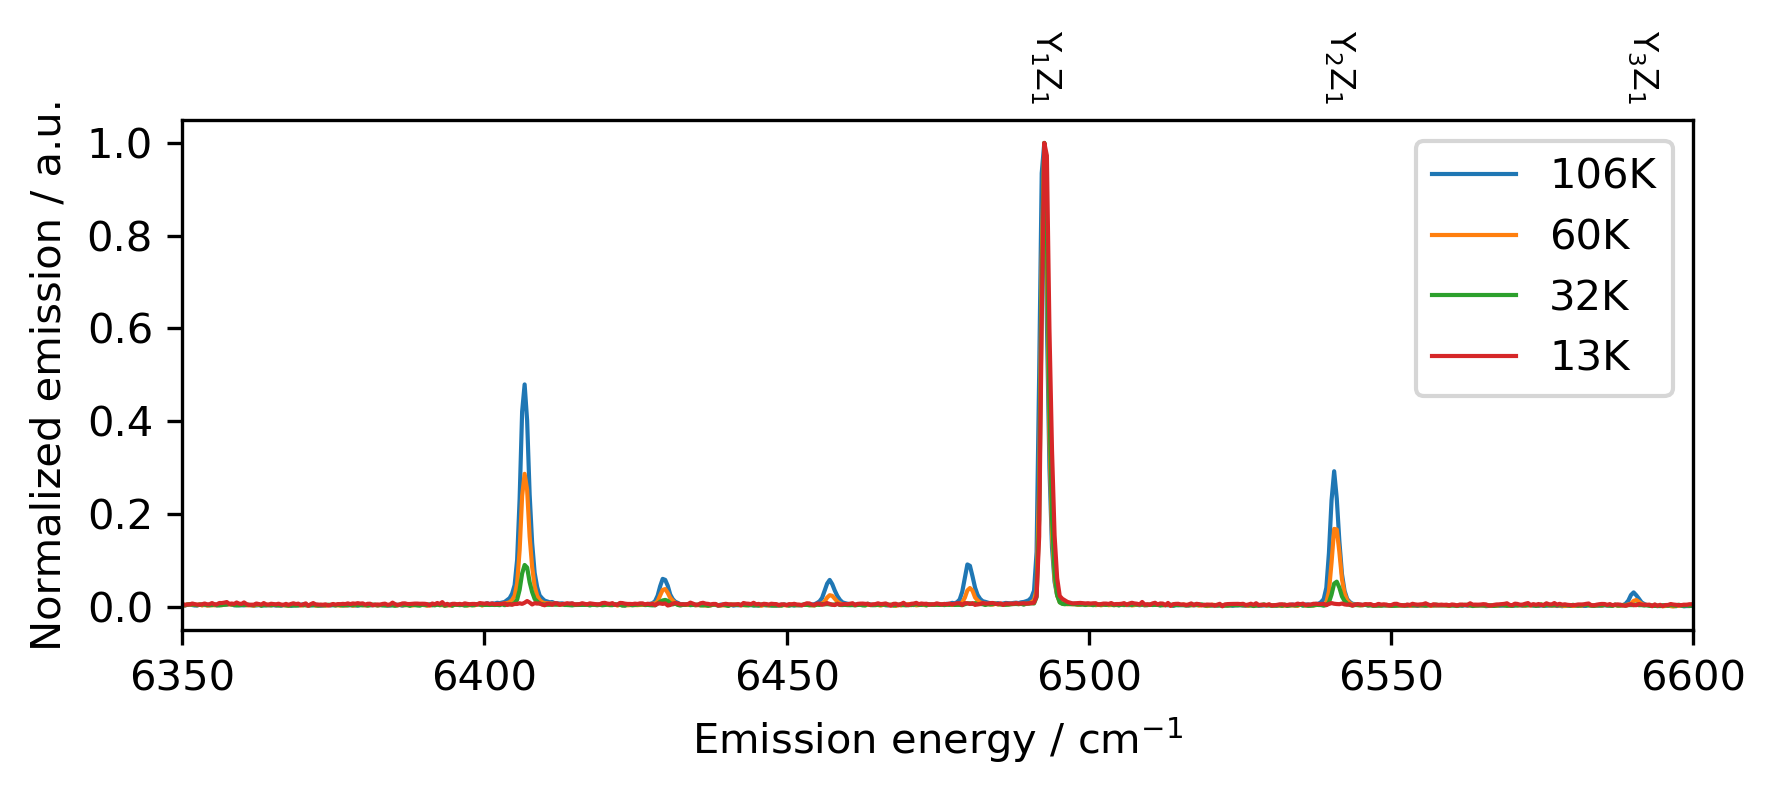 Y₁Z₁
Y₂Z₁
Y₃Z₁
Normalized emission / a.u.
1.0
0.8
0.6
0.4
0.2
0.0
106K
60K
32K
13K
6350
6400
6450
6500
6550
6600
Emission energy / cm⁻¹